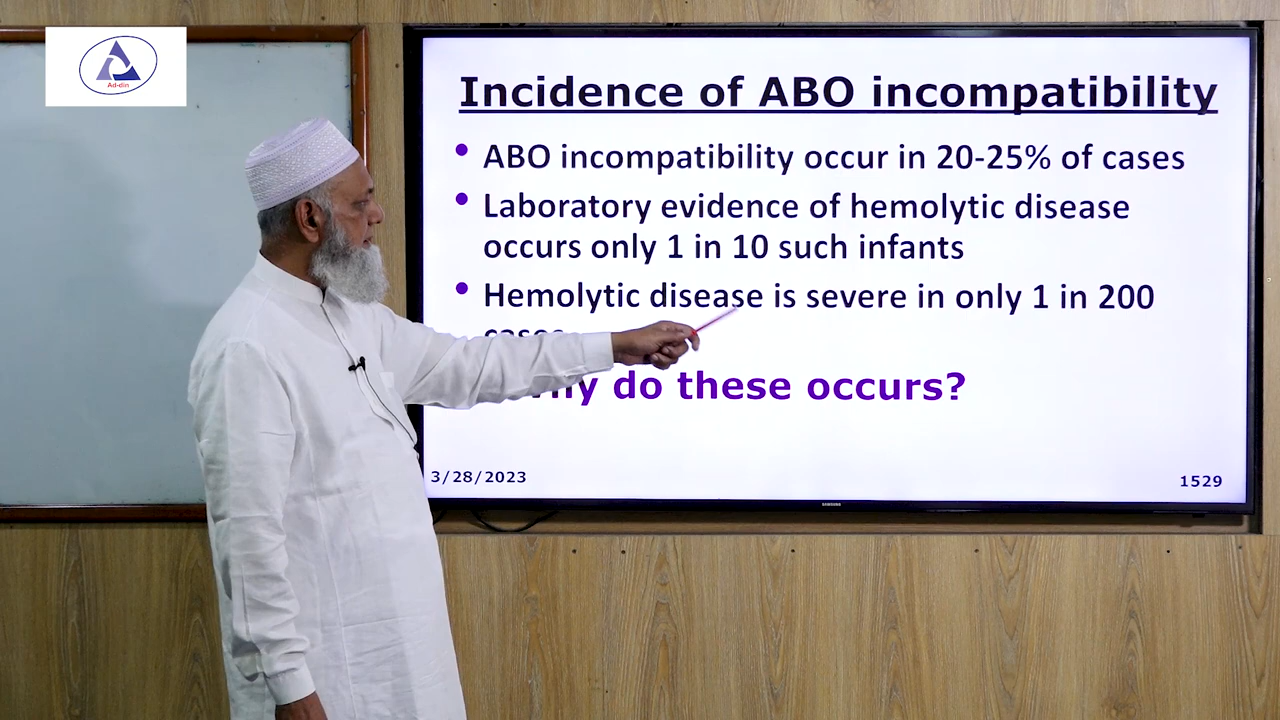 Ad-din
Incidence of ABO incompatibility
• ABO incompatibility occur in 20-25% of cases
• Laboratory evidence of hemolytic disease
occurs only 1 in 10 such infants
• Hemolytic disease is severe in only 1 in 200
cases
do these occurs?
3/28/2023
1529
SAMSUNG